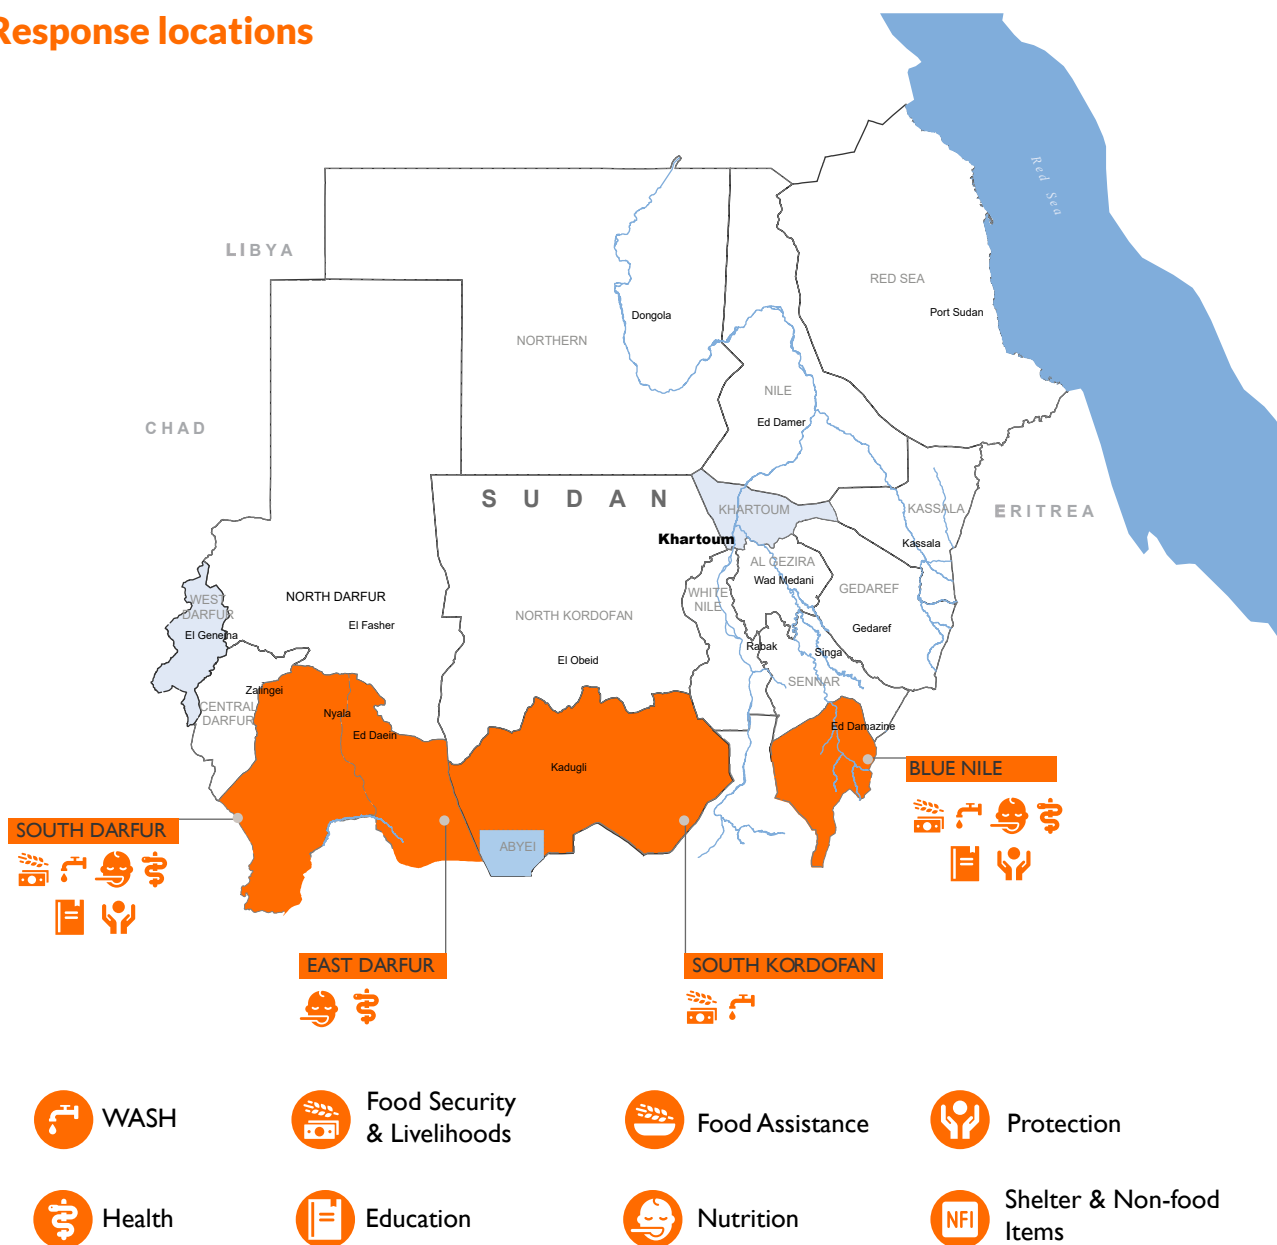 Response locations
Red Sea
LIBYA
RED SEA
Port Sudan
Dongola
NORTHERN
NILE
CHAD
Ed Damer
SUDAN
KHARTOUM
KASSALA
ERITREA
Khartoum
Kassala
AL GEZIRA
Wad Medani
WHITE
NILE
GEDAREF
WEST
DARFUR
NORTH DARFUR
NORTH KORDOFAN
El Geneina
El Fasher
Gedaref
Rabak
Singa
El Obeid
SENNAR
Zalingei
CENTRAL
DARFUR
Nyala
Ed Daein
Ed Damazine
Kadugli
BLUE NILE
SOUTH DARFUR
ABYEI
EAST DARFUR
SOUTH KORDOFAN
WASH
Food Security
& Livelihoods
Food Assistance
Protection
Health
Education
Nutrition
NFI
Shelter & Non-food
Items